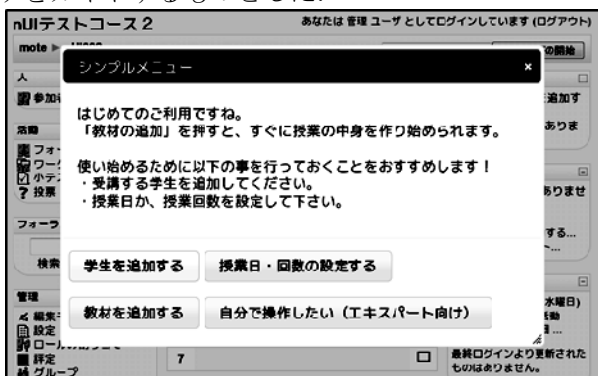 nUIテストコース2
あなたは 管理 ユーザ としてログインしています (ログアウト)
mote ►
の開始
シンプルメニュー
×
人
参加
はじめてのご利用ですね。
「教材の追加」を押すと、すぐに授業の中身を作り始められます。
使い始めるために以下の事を行っておくことをおすすめします！
・受講する学生を追加してください。
・授業日か、授業回数を設定して下さい。
学生を追加する
授業日・回数の設定する
教材を追加する
自分で操作したい（エキスパート向け）
活動
フォー
ワーク
小テス
投票
フォーラ
検索
管理
編集
設定
ロール
評定
グループ
7
追加す
ありま
ありませ
する...
ト...
水曜日)
活動
最終ログインより更新された
ものはありません。